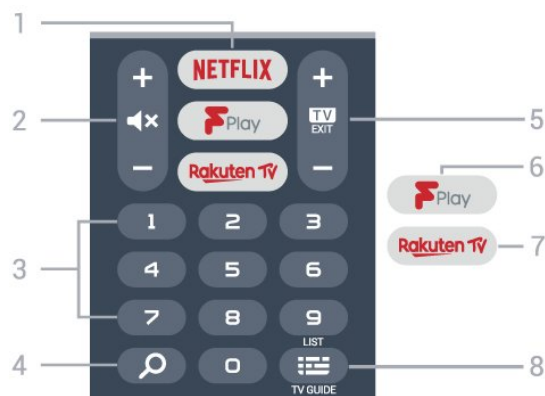 1
NETFLIX
2
TV
EXIT
5
F Play
6
F Play
Rakuten TV
Rakuten TV
7
1 2 3
3
4 5 6
7 8 9
LIST
4
0
TV GUIDE
8